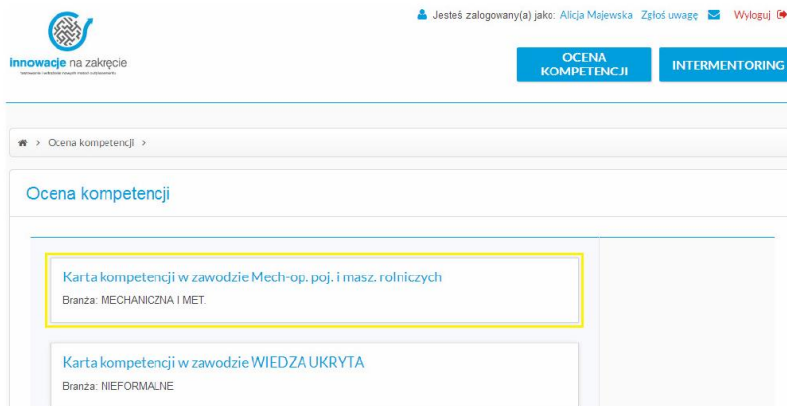 Jesteś zalogowany(a) jako: Alicja Majewska Zgłoś uwagę Wyloguj
innowacje na zakręcie
OCENA
KOMPETENCJI
INTERMENTORING
> Ocena kompetencji >
Ocena kompetencji
Karta kompetencji w zawodzie Mech-op. poj. i masz. rolniczych
Branża: MECHANICZNA I MET.
Karta kompetencji w zawodzie WIEDZA UKRYTA
Branża: NIEFORMALNE